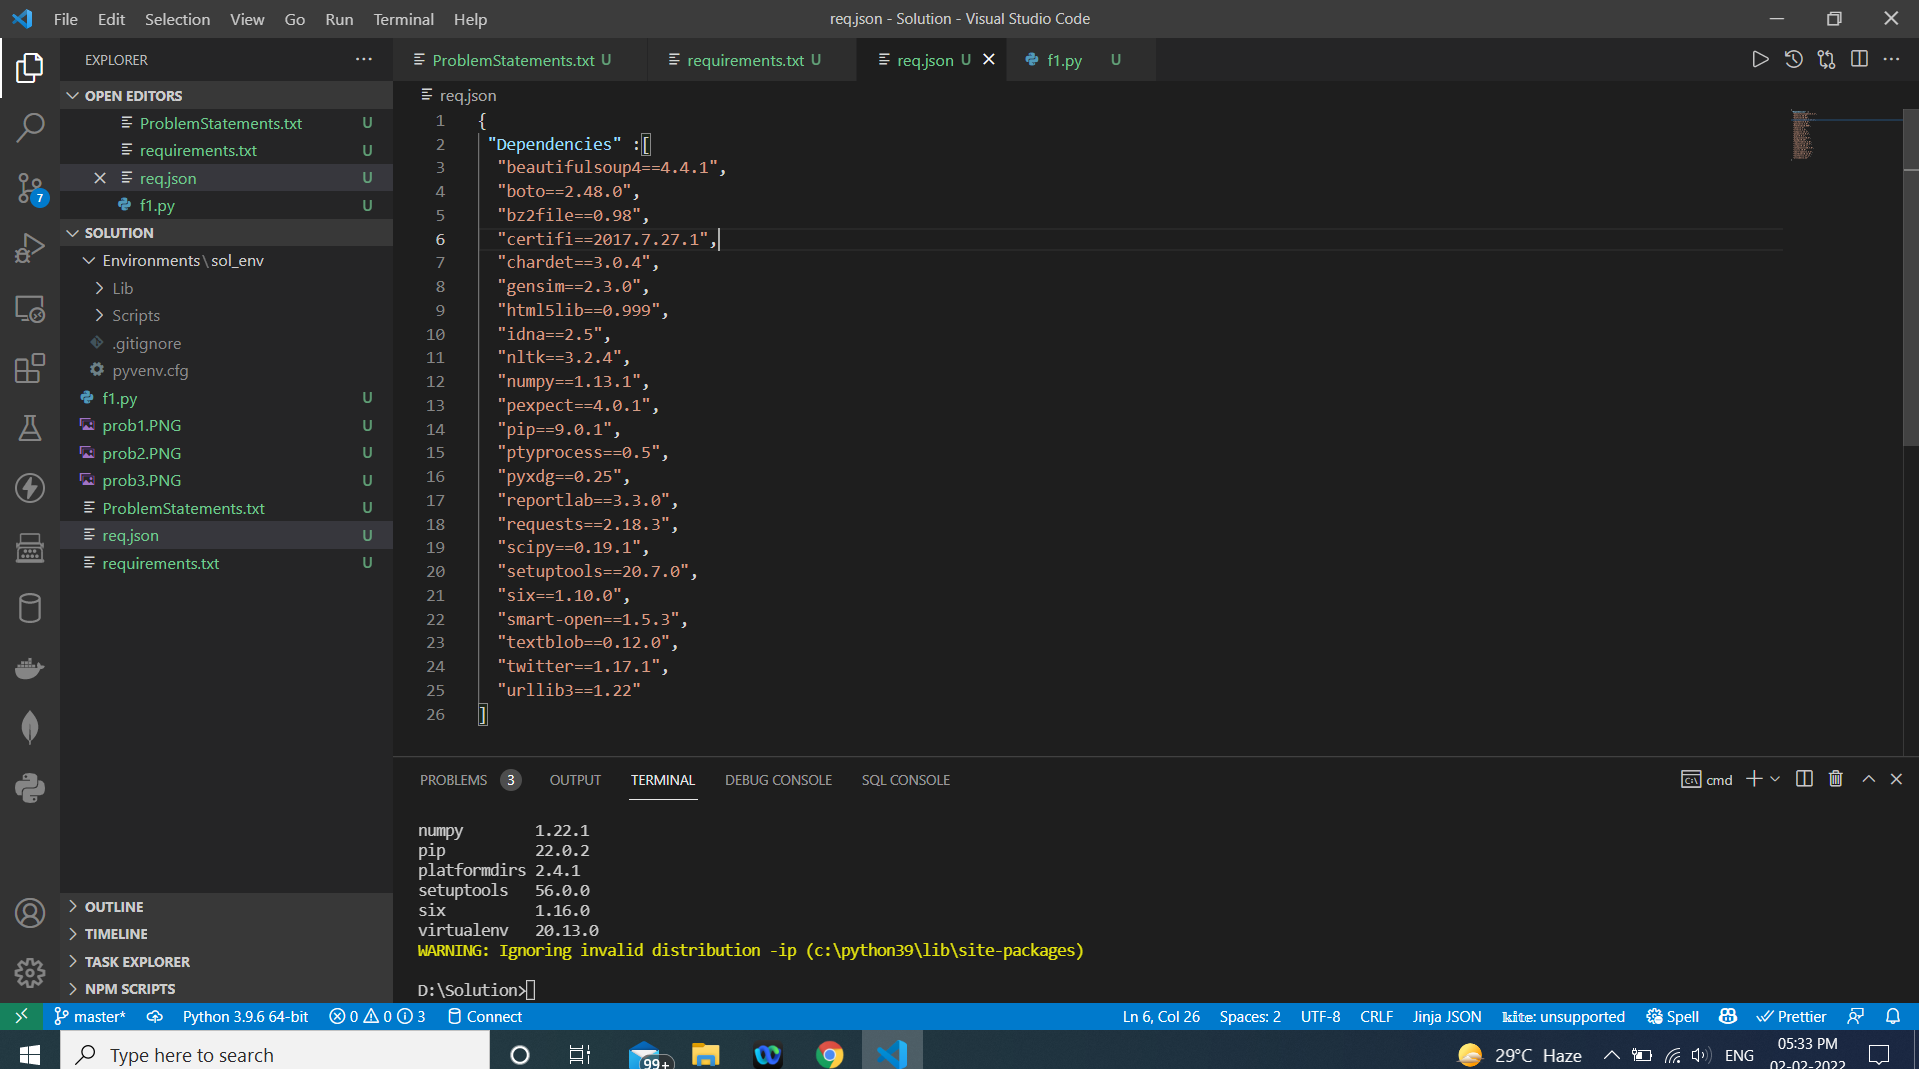 File Edit Selection View Go Run Terminal Help
req.json - Solution - Visual Studio Code
EXPLORER
OPEN EDITORS
ProblemStatements.txt U
requirements.txt U
req.json U
f1.py U
SOLUTION
Environments\sol_env
Lib
Scripts
.gitignore
pyvenv.cfg
f1.py U
prob1.PNG U
prob2.PNG U
prob3.PNG U
ProblemStatements.txt U
req.json U
requirements.txt U
OUTLINE
TIMELINE
TASK EXPLORER
NPM SCRIPTS
7
ProblemStatements.txt U requirements.txt U req.json U f1.py U
req.json
1 {
2 "Dependencies" :[
3 "beautifulsoup4==4.4.1",
4 "boto==2.48.0",
5 "bz2file==0.98",
6 "certifi==2017.7.27.1",
7 "chardet==3.0.4",
8 "gensim==2.3.0",
9 "html5lib==0.999",
10 "idna==2.5",
11 "nltk==3.2.4",
12 "numpy==1.13.1",
13 "pexpect==4.0.1",
14 "pip==9.0.1",
15 "ptyprocess==0.5",
16 "pyxdg==0.25",
17 "reportlab==3.3.0",
18 "requests==2.18.3",
19 "scipy==0.19.1",
20 "setuptools==20.7.0",
21 "six==1.10.0",
22 "smart-open==1.5.3",
23 "textblob==0.12.0",
24 "twitter==1.17.1",
25 "urllib3==1.22"
26 ]
PROBLEMS 3 OUTPUT TERMINAL DEBUG CONSOLE SQL CONSOLE
cmd
numpy 1.22.1
pip 22.0.2
platformdirs 2.4.1
setuptools 56.0.0
six 1.16.0
virtualenv 20.13.0
WARNING: Ignoring invalid distribution -ip (c:\python39\lib\site-packages)
D:\Solution>
master* Python 3.9.6 64-bit 0 0 3 Connect
Ln 6, Col 26 Spaces: 2 UTF-8 CRLF Jinja JSON kite: unsupported Spell Prettier
Type here to search
99+
29°C Haze ENG
05:33 PM
02-02-2022